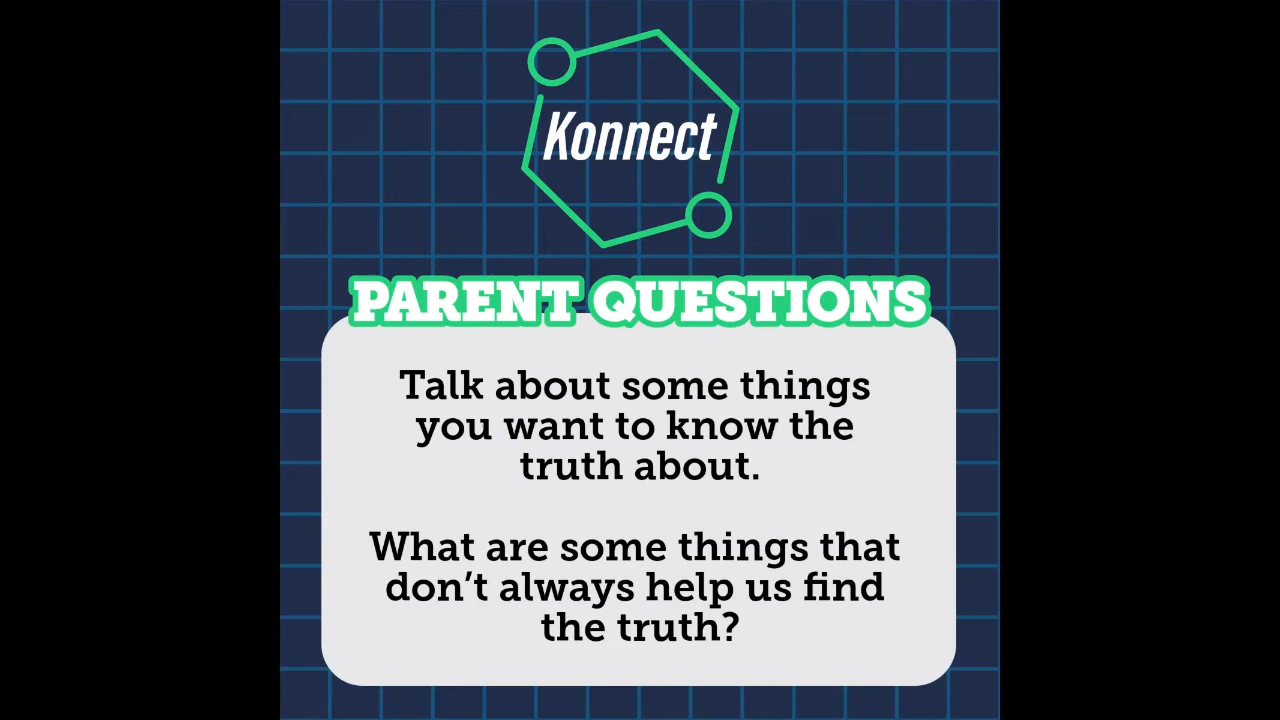 Konnect
PARENT QUESTIONS
Talk about some things
you want to know the
truth about.
What are some things that
don’t always help us find
the truth?